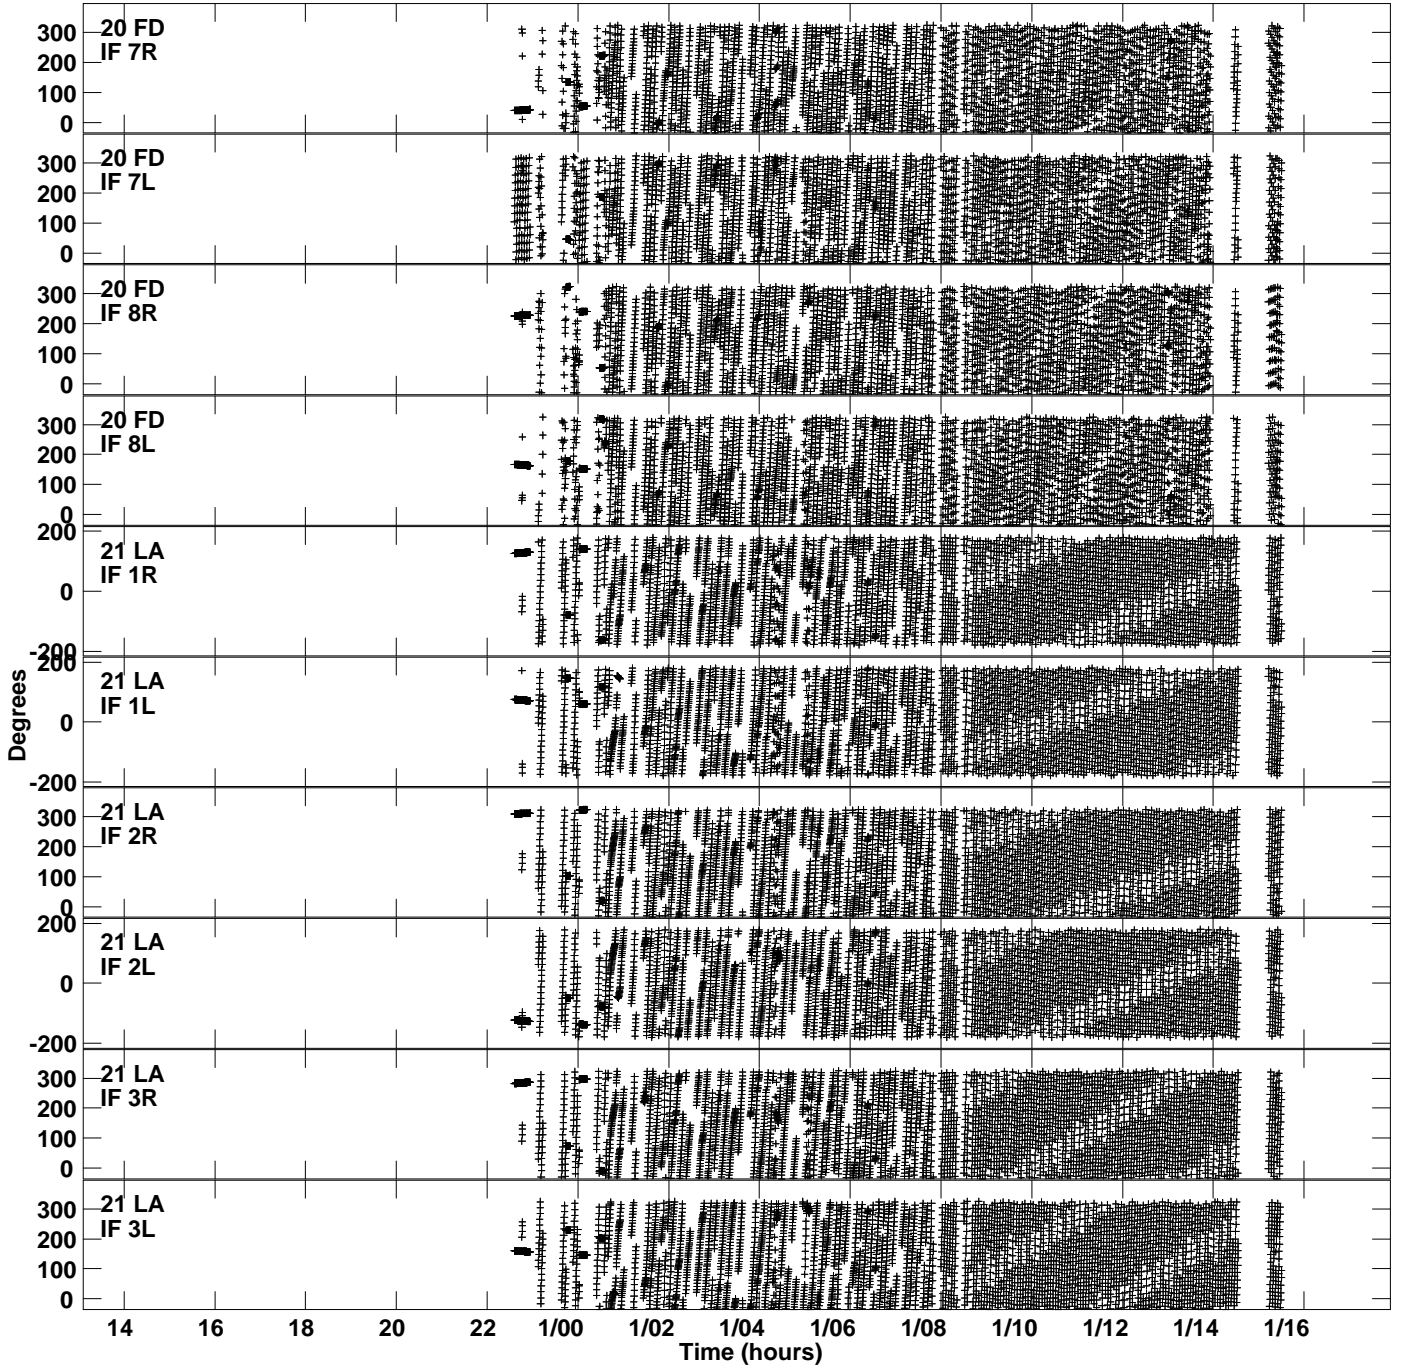 20 FD
IF 7R
300
200
100
0
20 FD
IF 7L
300
200
100
0
20 FD
IF 8R
300
200
100
0
20 FD
IF 8L
300
200
100
0
21 LA
IF 1R
200
0
-200
21 LA
IF 1L
200
0
-200
21 LA
IF 2R
300
200
100
0
21 LA
IF 2L
200
0
-200
21 LA
IF 3R
300
200
100
0
21 LA
IF 3L
300
200
100
0
Degrees
14 16 18 20 22 1/00 1/02 1/04 1/06 1/08 1/10 1/12 1/14 1/16
Time (hours)